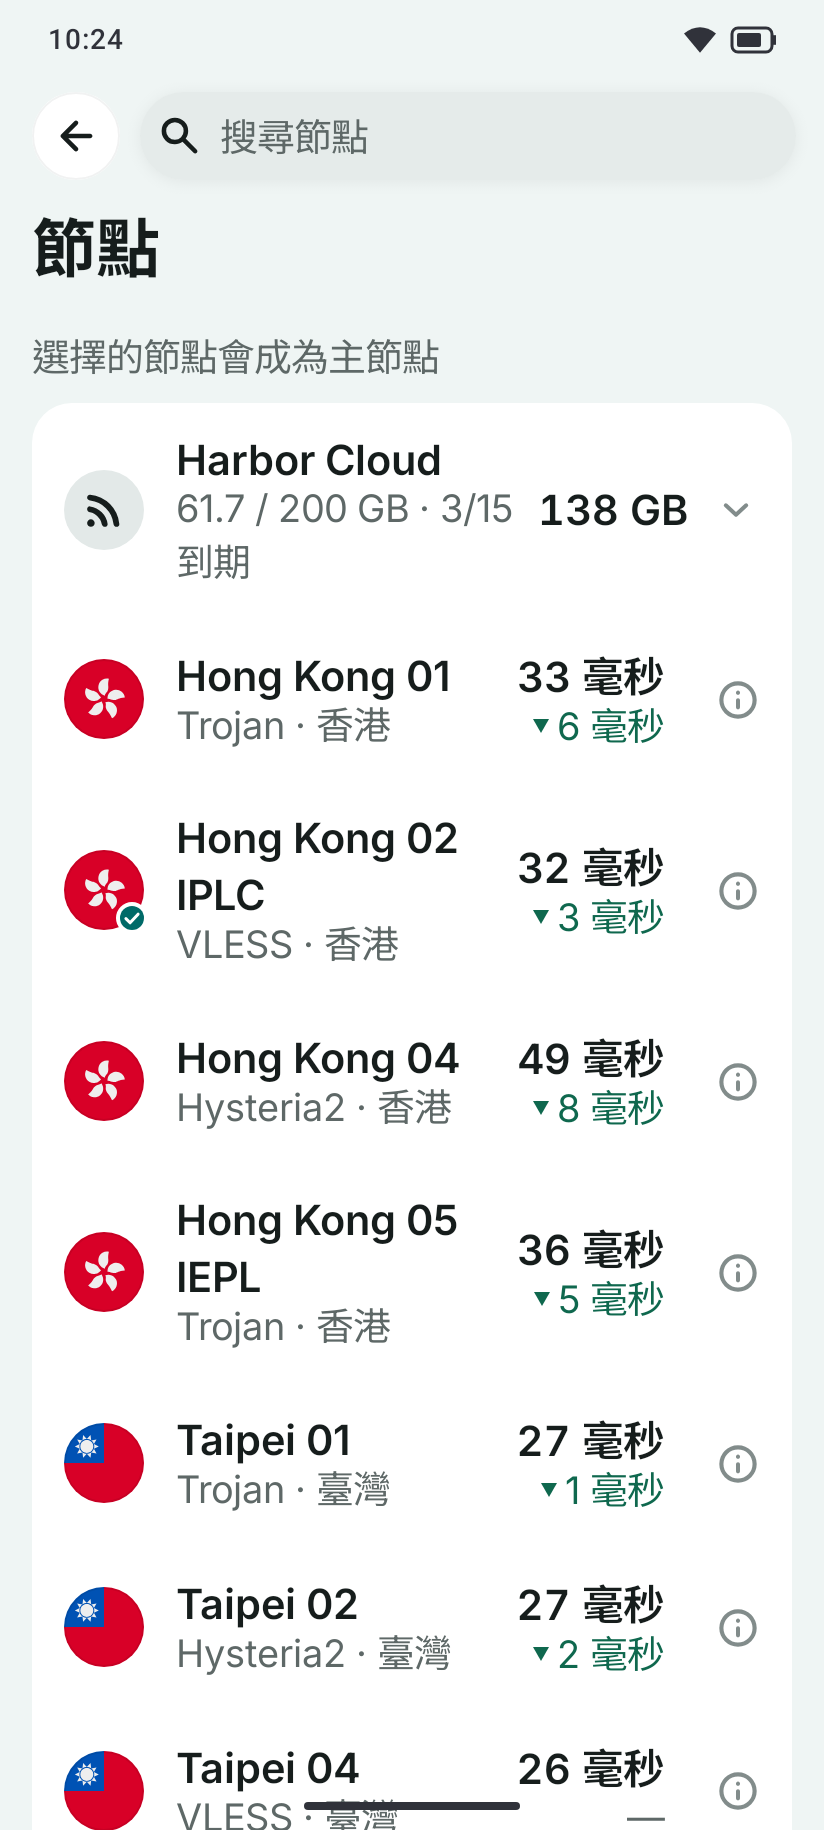 10:24
搜尋節點
節點
選擇的節點會成為主節點
Harbor Cloud
61.7 / 200 GB · 3/15
到期
138 GB
Hong Kong 01
Trojan · 香港
33 毫秒
▼6 毫秒
Hong Kong 02
IPLC
VLESS · 香港
32 毫秒
▼3 毫秒
Hong Kong 04
Hysteria2 · 香港
49 毫秒
▼8 毫秒
Hong Kong 05
IEPL
Trojan · 香港
36 毫秒
▼5 毫秒
Taipei 01
Trojan · 臺灣
27 毫秒
▼1 毫秒
Taipei 02
Hysteria2 · 臺灣
27 毫秒
▼2 毫秒
Taipei 04
VLESS · 臺灣
26 毫秒
—